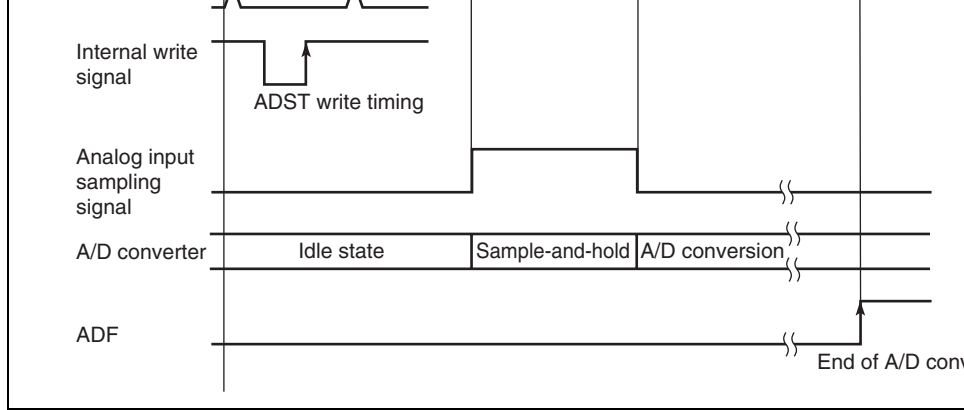 Internal write
signal
ADST write timing
Analog input
sampling
signal
A/D converter
Idle state
Sample-and-hold
A/D conversion
ADF
End of A/D